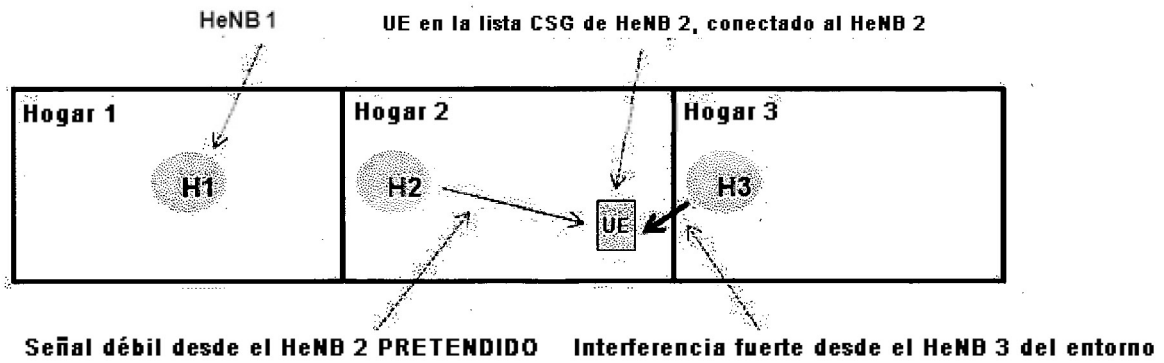 HeNB 1
UE en la lista CSG de HeNB 2, conectado al HeNB 2
Hogar 1
Hogar 2
Hogar 3
H1
H2
UE
H3
Señal débil desde el HeNB 2 PRETENDIDO
Interferencia fuerte desde el HeNB 3 del entorno